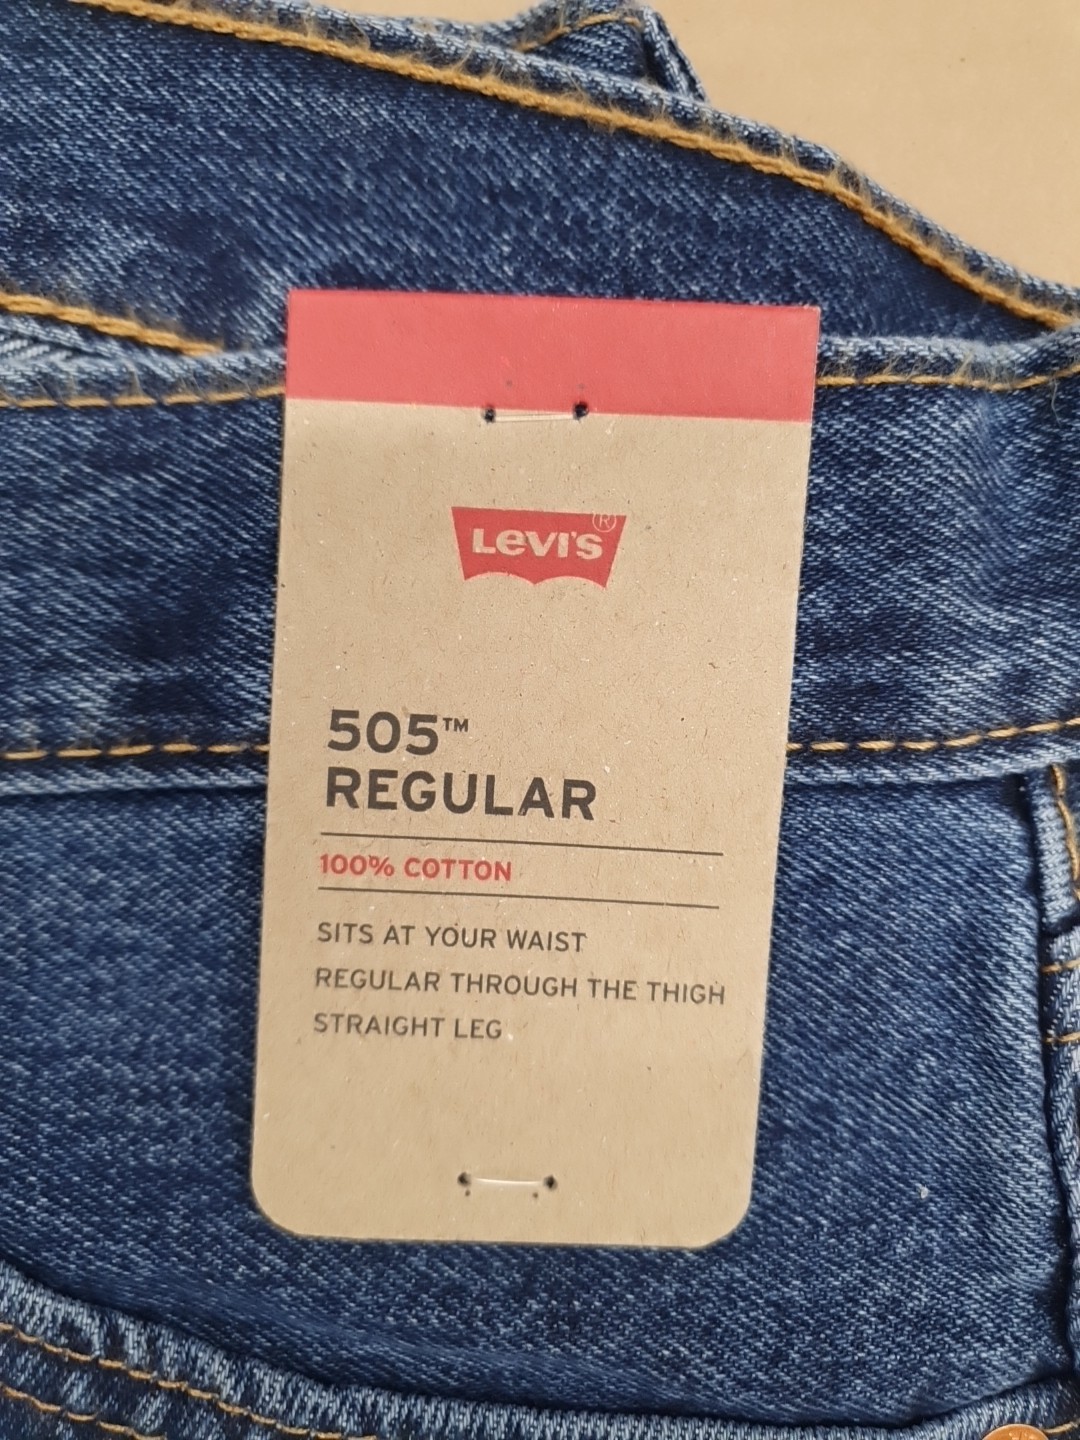 Levi's®
505™
REGULAR
100% COTTON
SITS AT YOUR WAIST
REGULAR THROUGH THE THIGH
STRAIGHT LEG